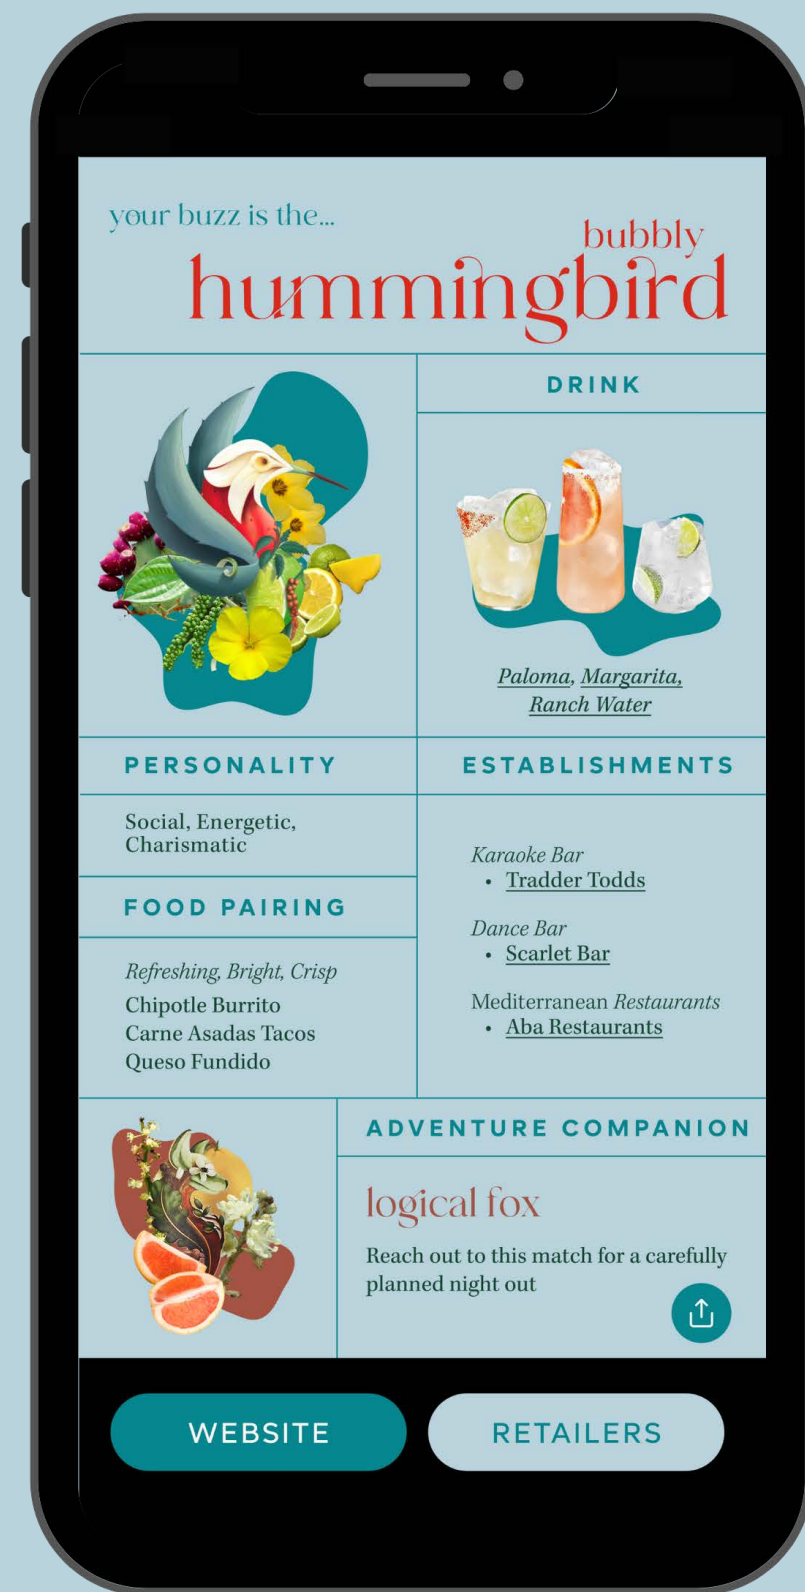 your buzz is the...
bubbly
hummingbird
DRINK
Paloma, Margarita,
Ranch Water
PERSONALITY
Social, Energetic,
Charismatic
FOOD PAIRING
Refreshing, Bright, Crisp
Chipotle Burrito
Carne Asadas Tacos
Queso Fundido
ESTABLISHMENTS
Karaoke Bar
• Tradder Todds
Dance Bar
• Scarlet Bar
Mediterranean Restaurants
• Aba Restaurants
ADVENTURE COMPANION
logical fox
Reach out to this match for a carefully
planned night out
WEBSITE
RETAILERS